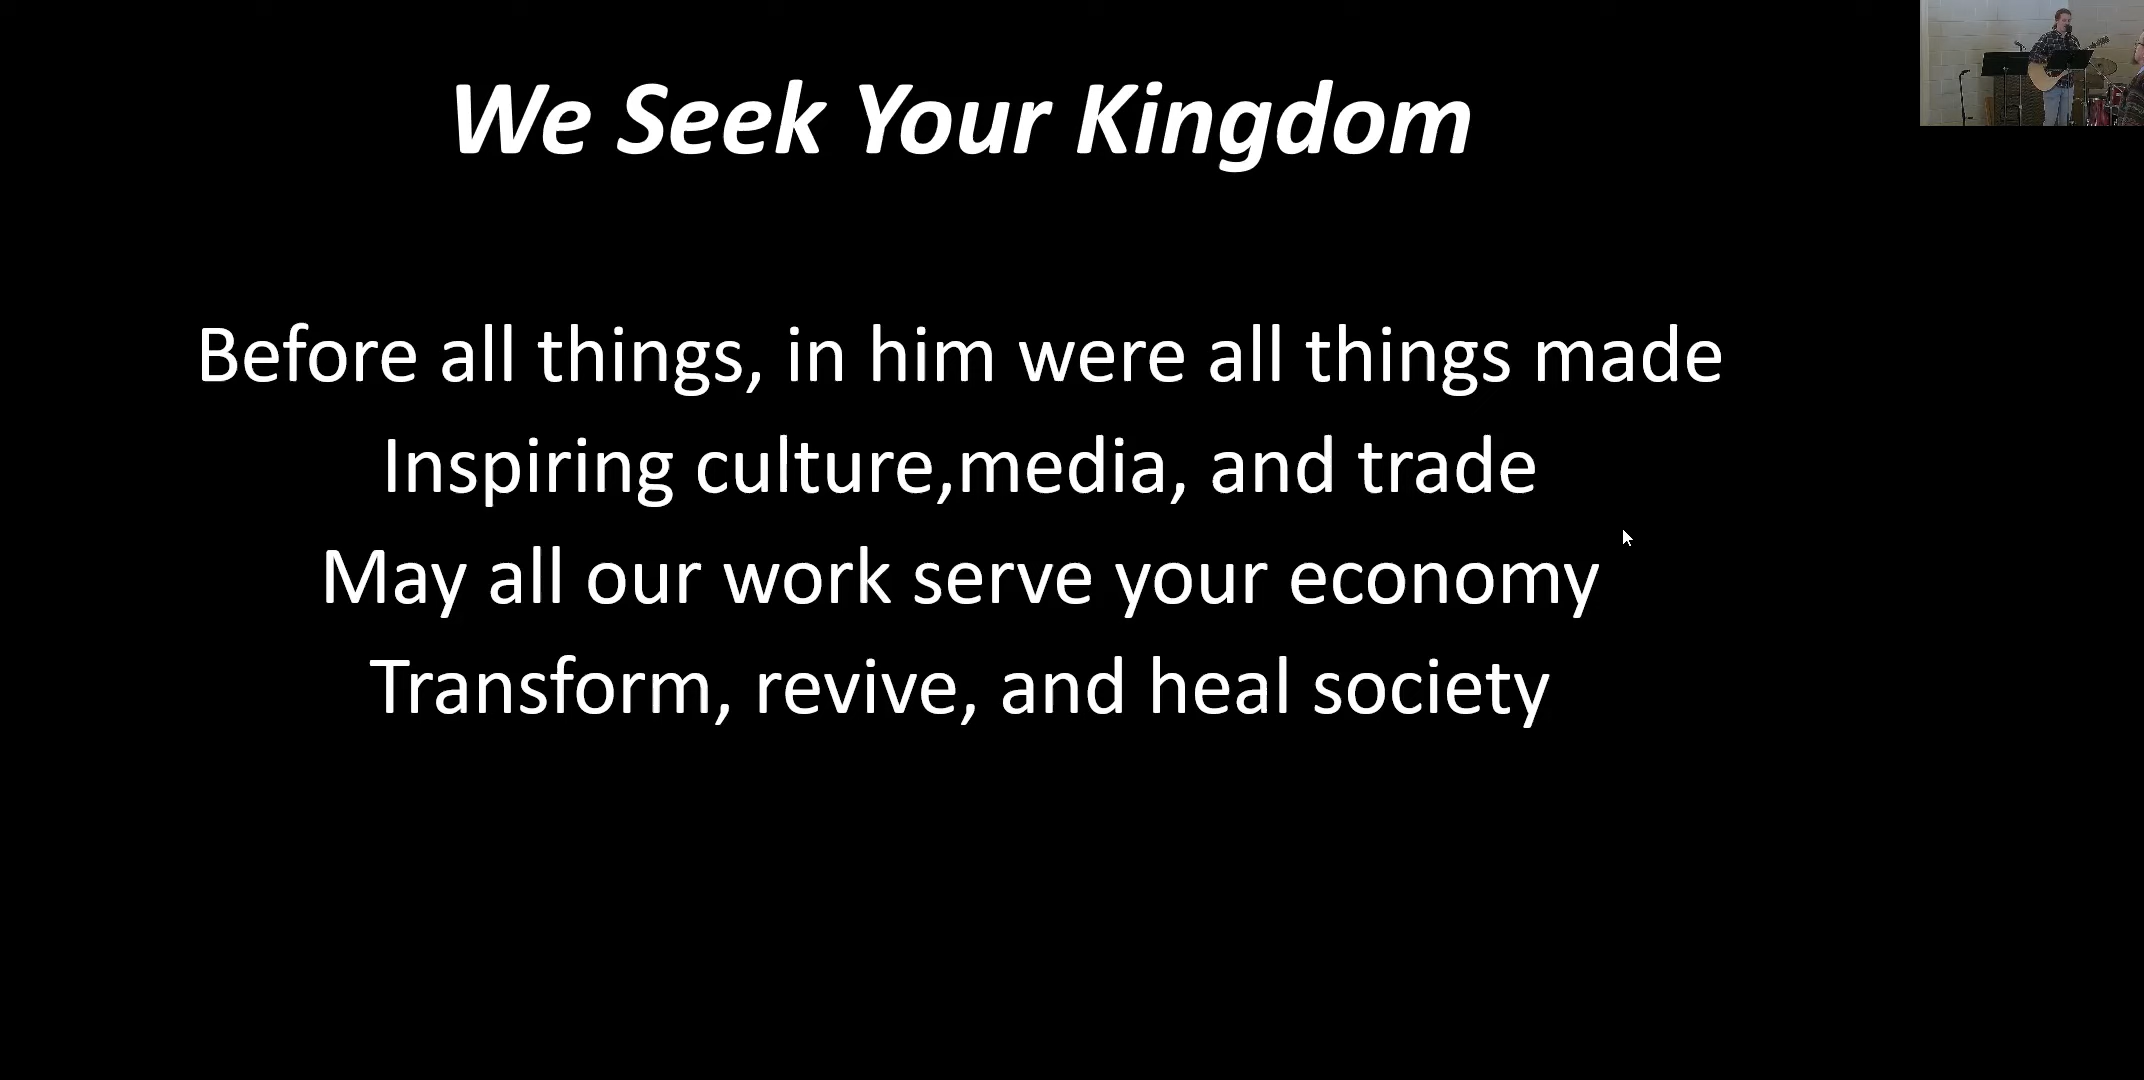 We Seek Your Kingdom
Before all things, in him were all things made
Inspiring culture,media, and trade
May all our work serve your economy
Transform, revive, and heal society